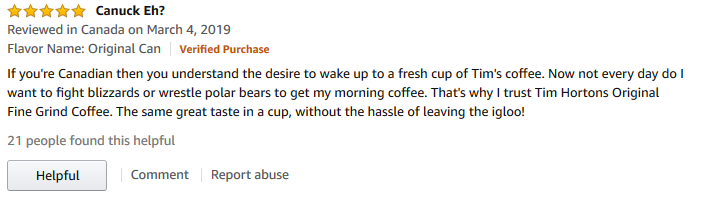 Canuck Eh?
Reviewed in Canada on March 4, 2019
Flavor Name: Original Can | Verified Purchase
If you're Canadian then you understand the desire to wake up to a fresh cup of Tim's coffee. Now not every day do I
want to fight blizzards or wrestle polar bears to get my morning coffee. That's why I trust Tim Hortons Original
Fine Grind Coffee. The same great taste in a cup, without the hassle of leaving the igloo!
21 people found this helpful
Helpful | Comment | Report abuse